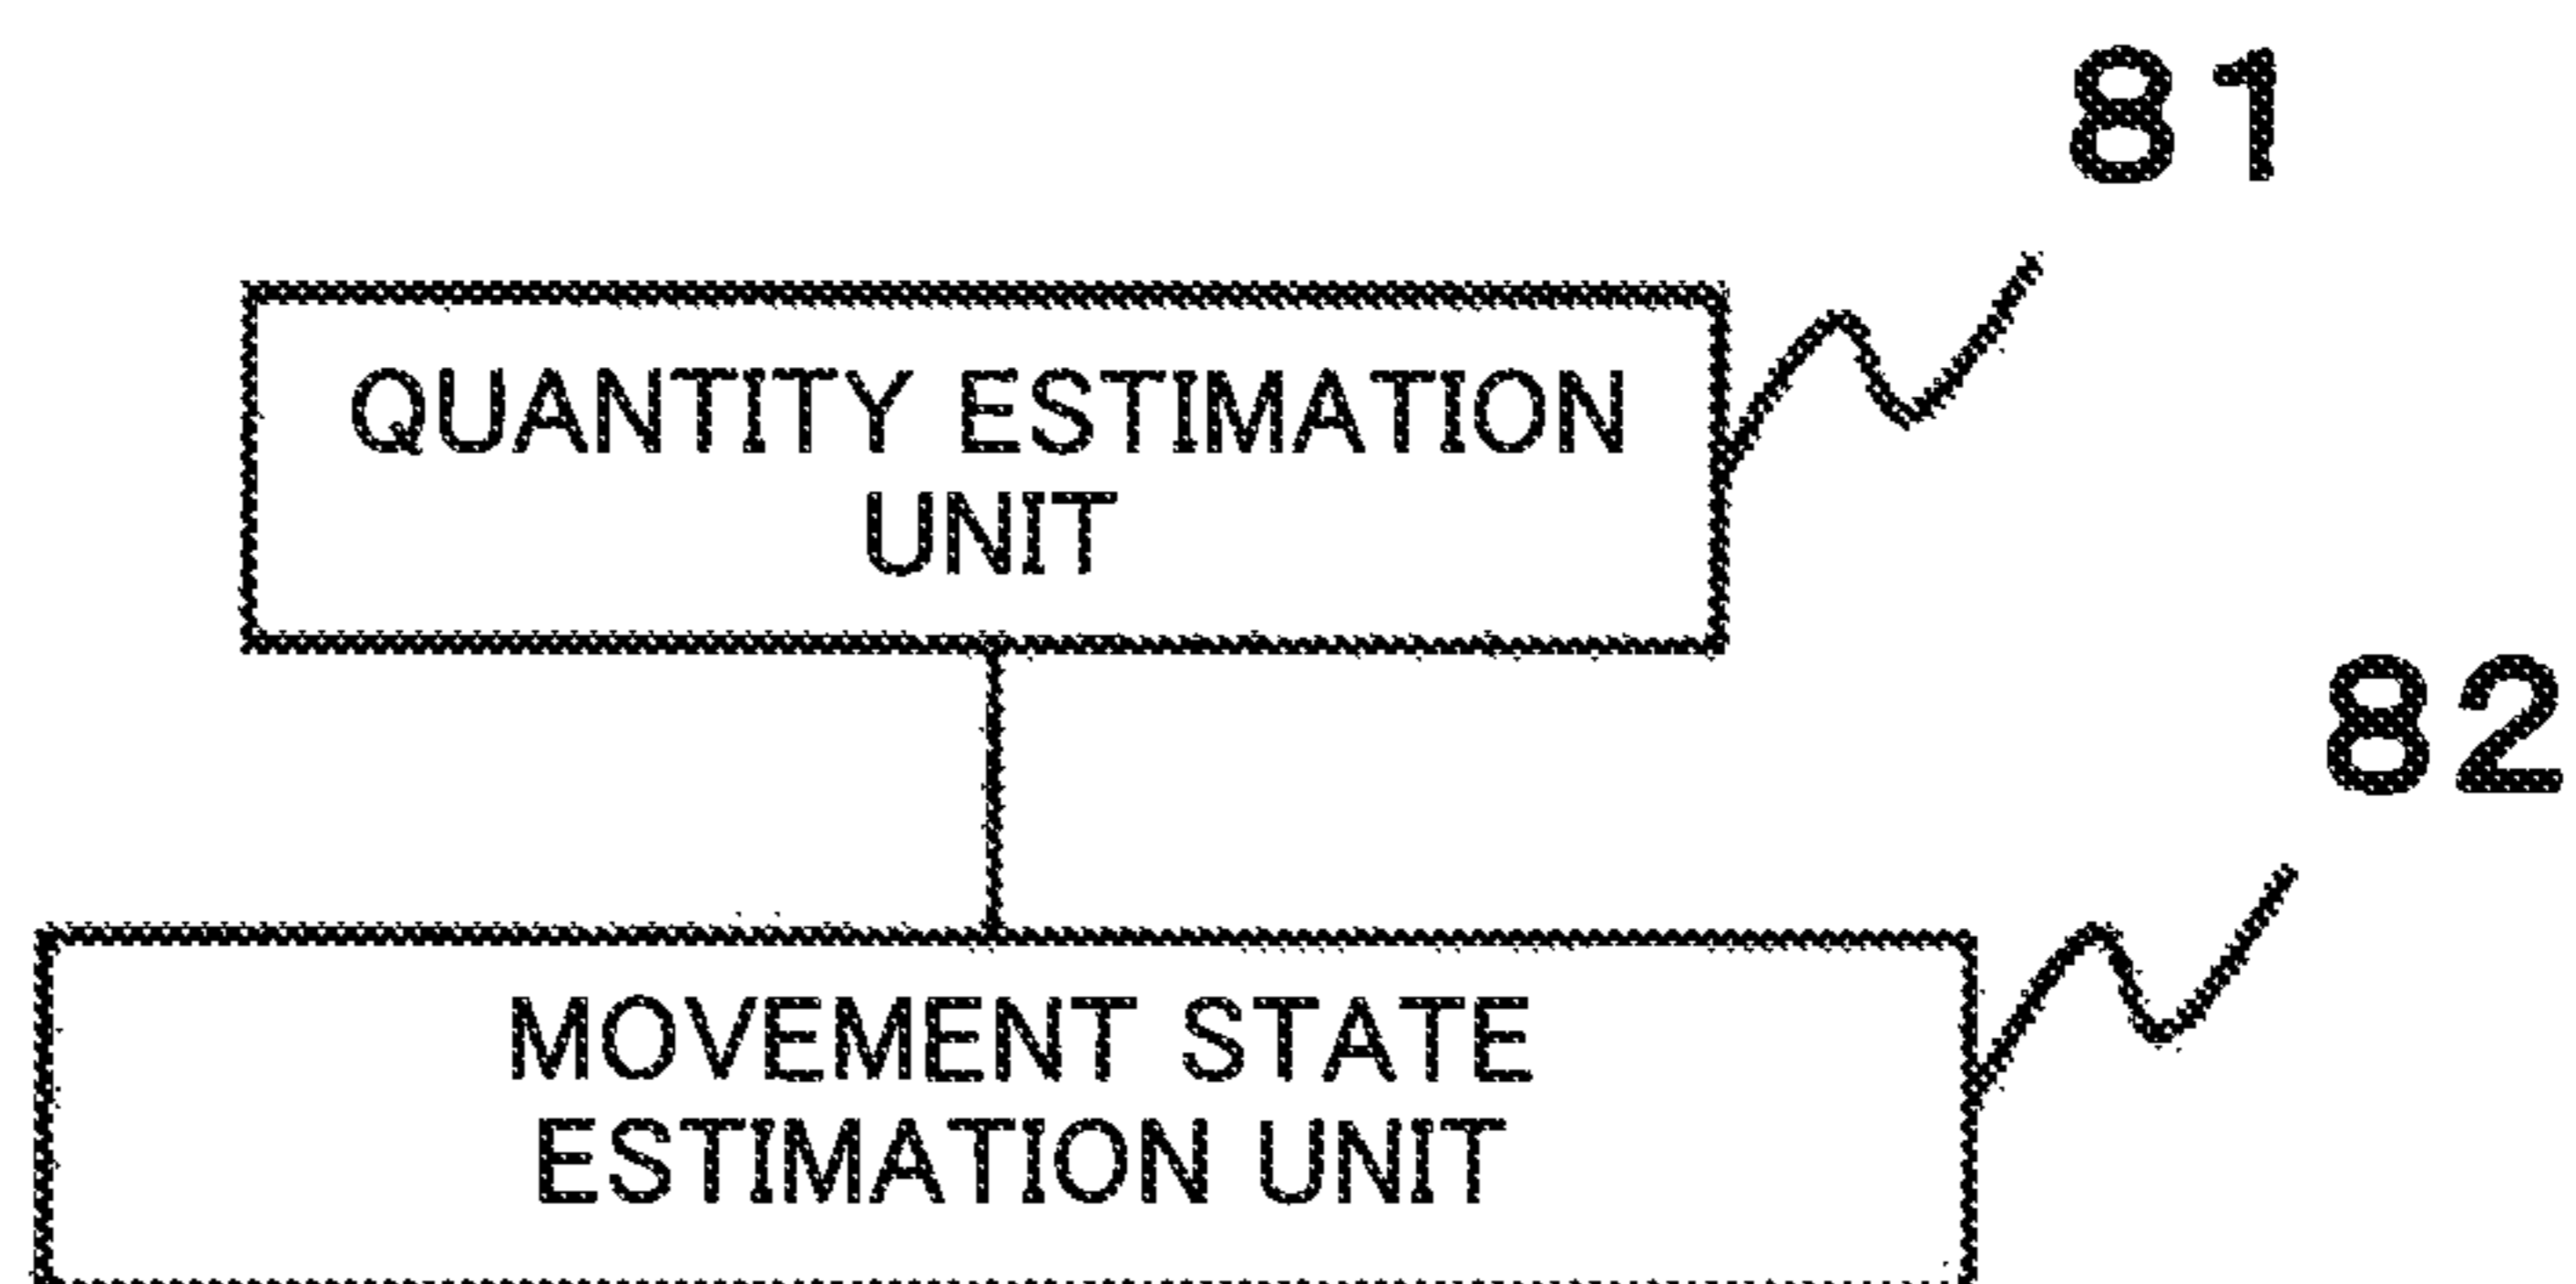 81
QUANTITY ESTIMATION
UNIT
82
MOVEMENT STATE
ESTIMATION UNIT